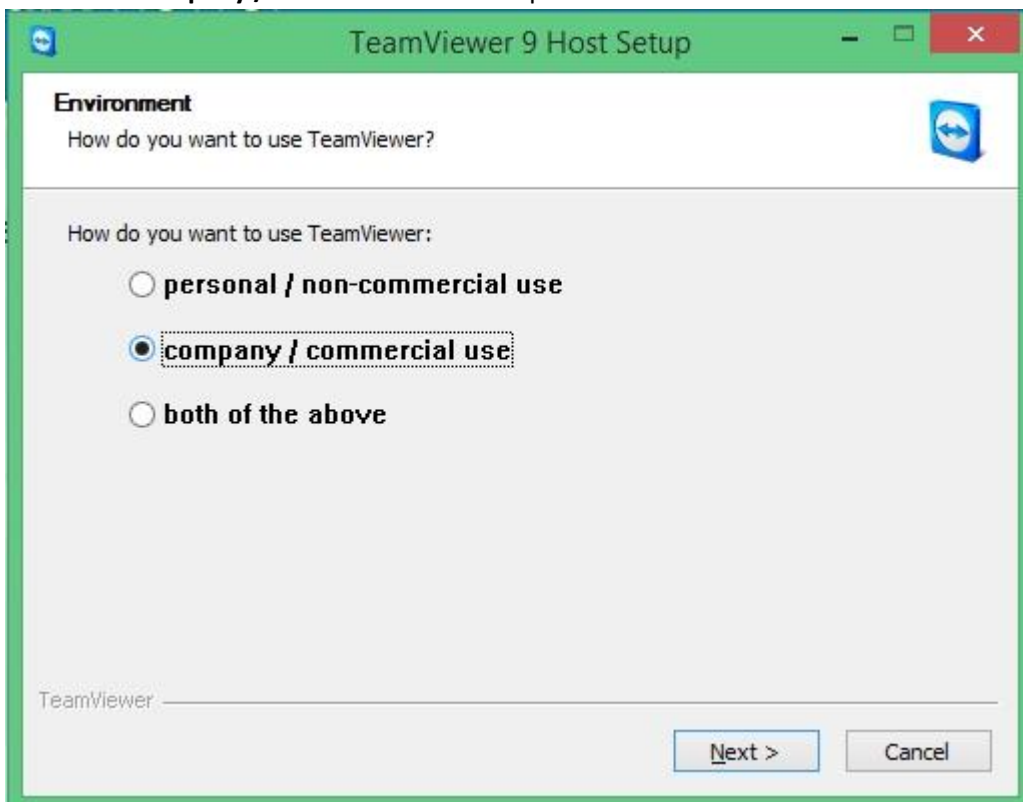 TeamViewer 9 Host Setup
Environment
How do you want to use TeamViewer?
How do you want to use TeamViewer:
personal / non-commercial use
company / commercial use
both of the above
TeamViewer
Next >
Cancel